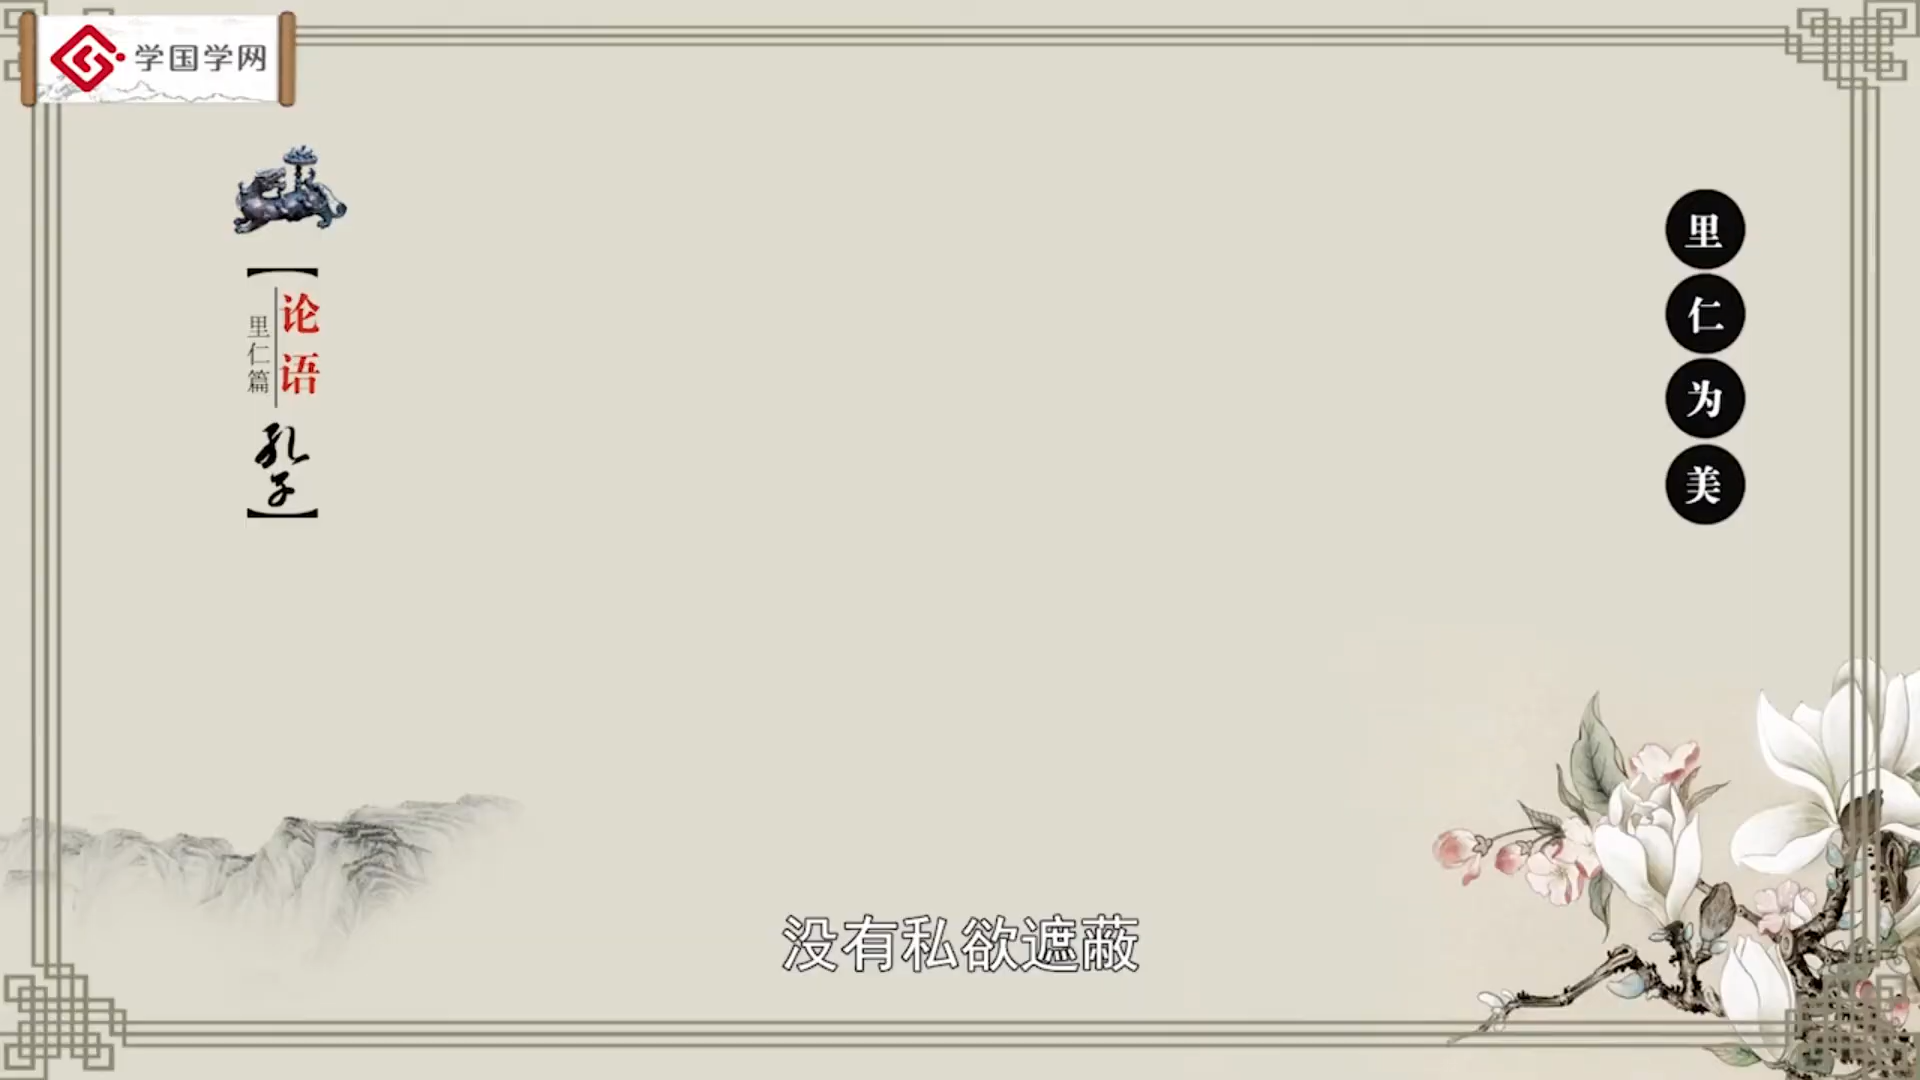 学国学网
论语
里仁篇
孔子
里仁为美
没有私欲遮蔽